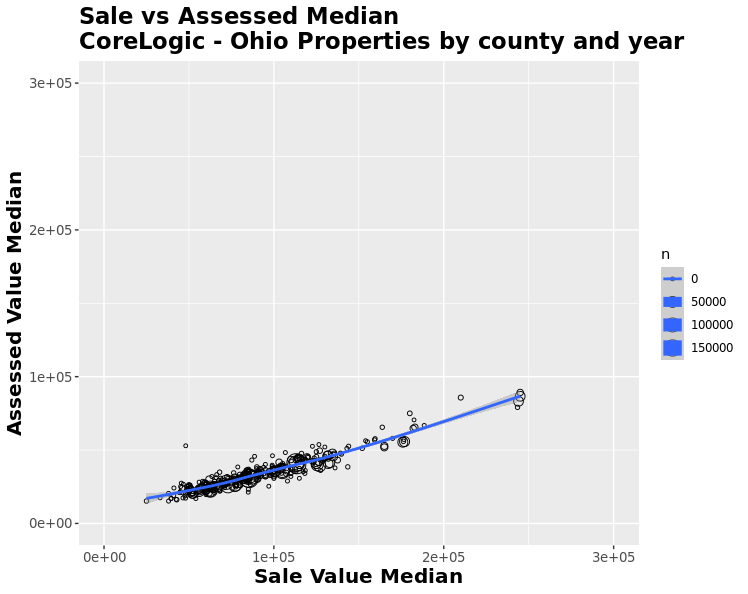 Sale vs Assessed Median
CoreLogic - Ohio Properties by county and year
3e+05
2e+05
1e+05
0e+00
Assessed Value Median
0e+00
1e+05
2e+05
3e+05
Sale Value Median
n
0
50000
100000
150000